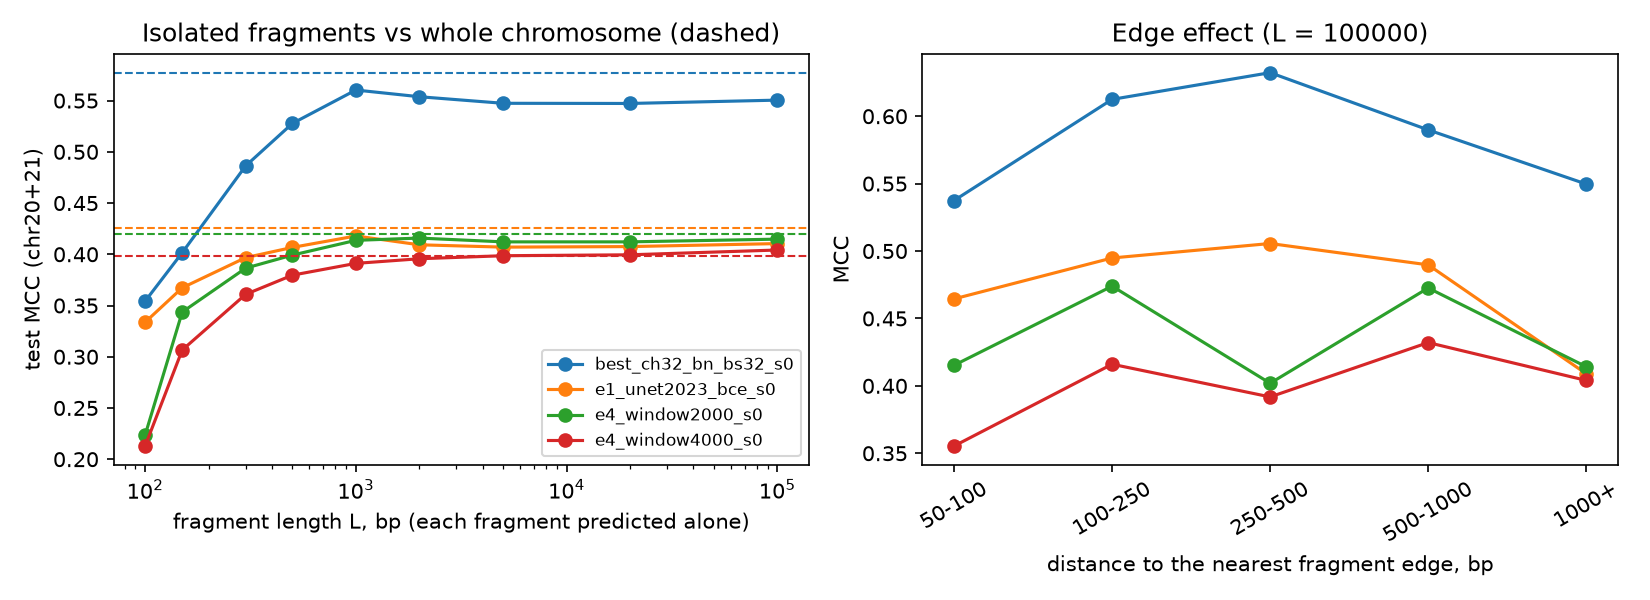 Isolated fragments vs whole chromosome (dashed)
test MCC (chr20+21)
0.55
0.50
0.45
0.40
0.35
0.30
0.25
0.20
best_ch32_bn_bs32_s0
e1_unet2023_bce_s0
e4_window2000_s0
e4_window4000_s0
10² 10³ 10⁴ 10⁵
fragment length L, bp (each fragment predicted alone)
Edge effect (L = 100000)
MCC
0.60
0.55
0.50
0.45
0.40
0.35
50-100 100-250 250-500 500-1000 1000+
distance to the nearest fragment edge, bp